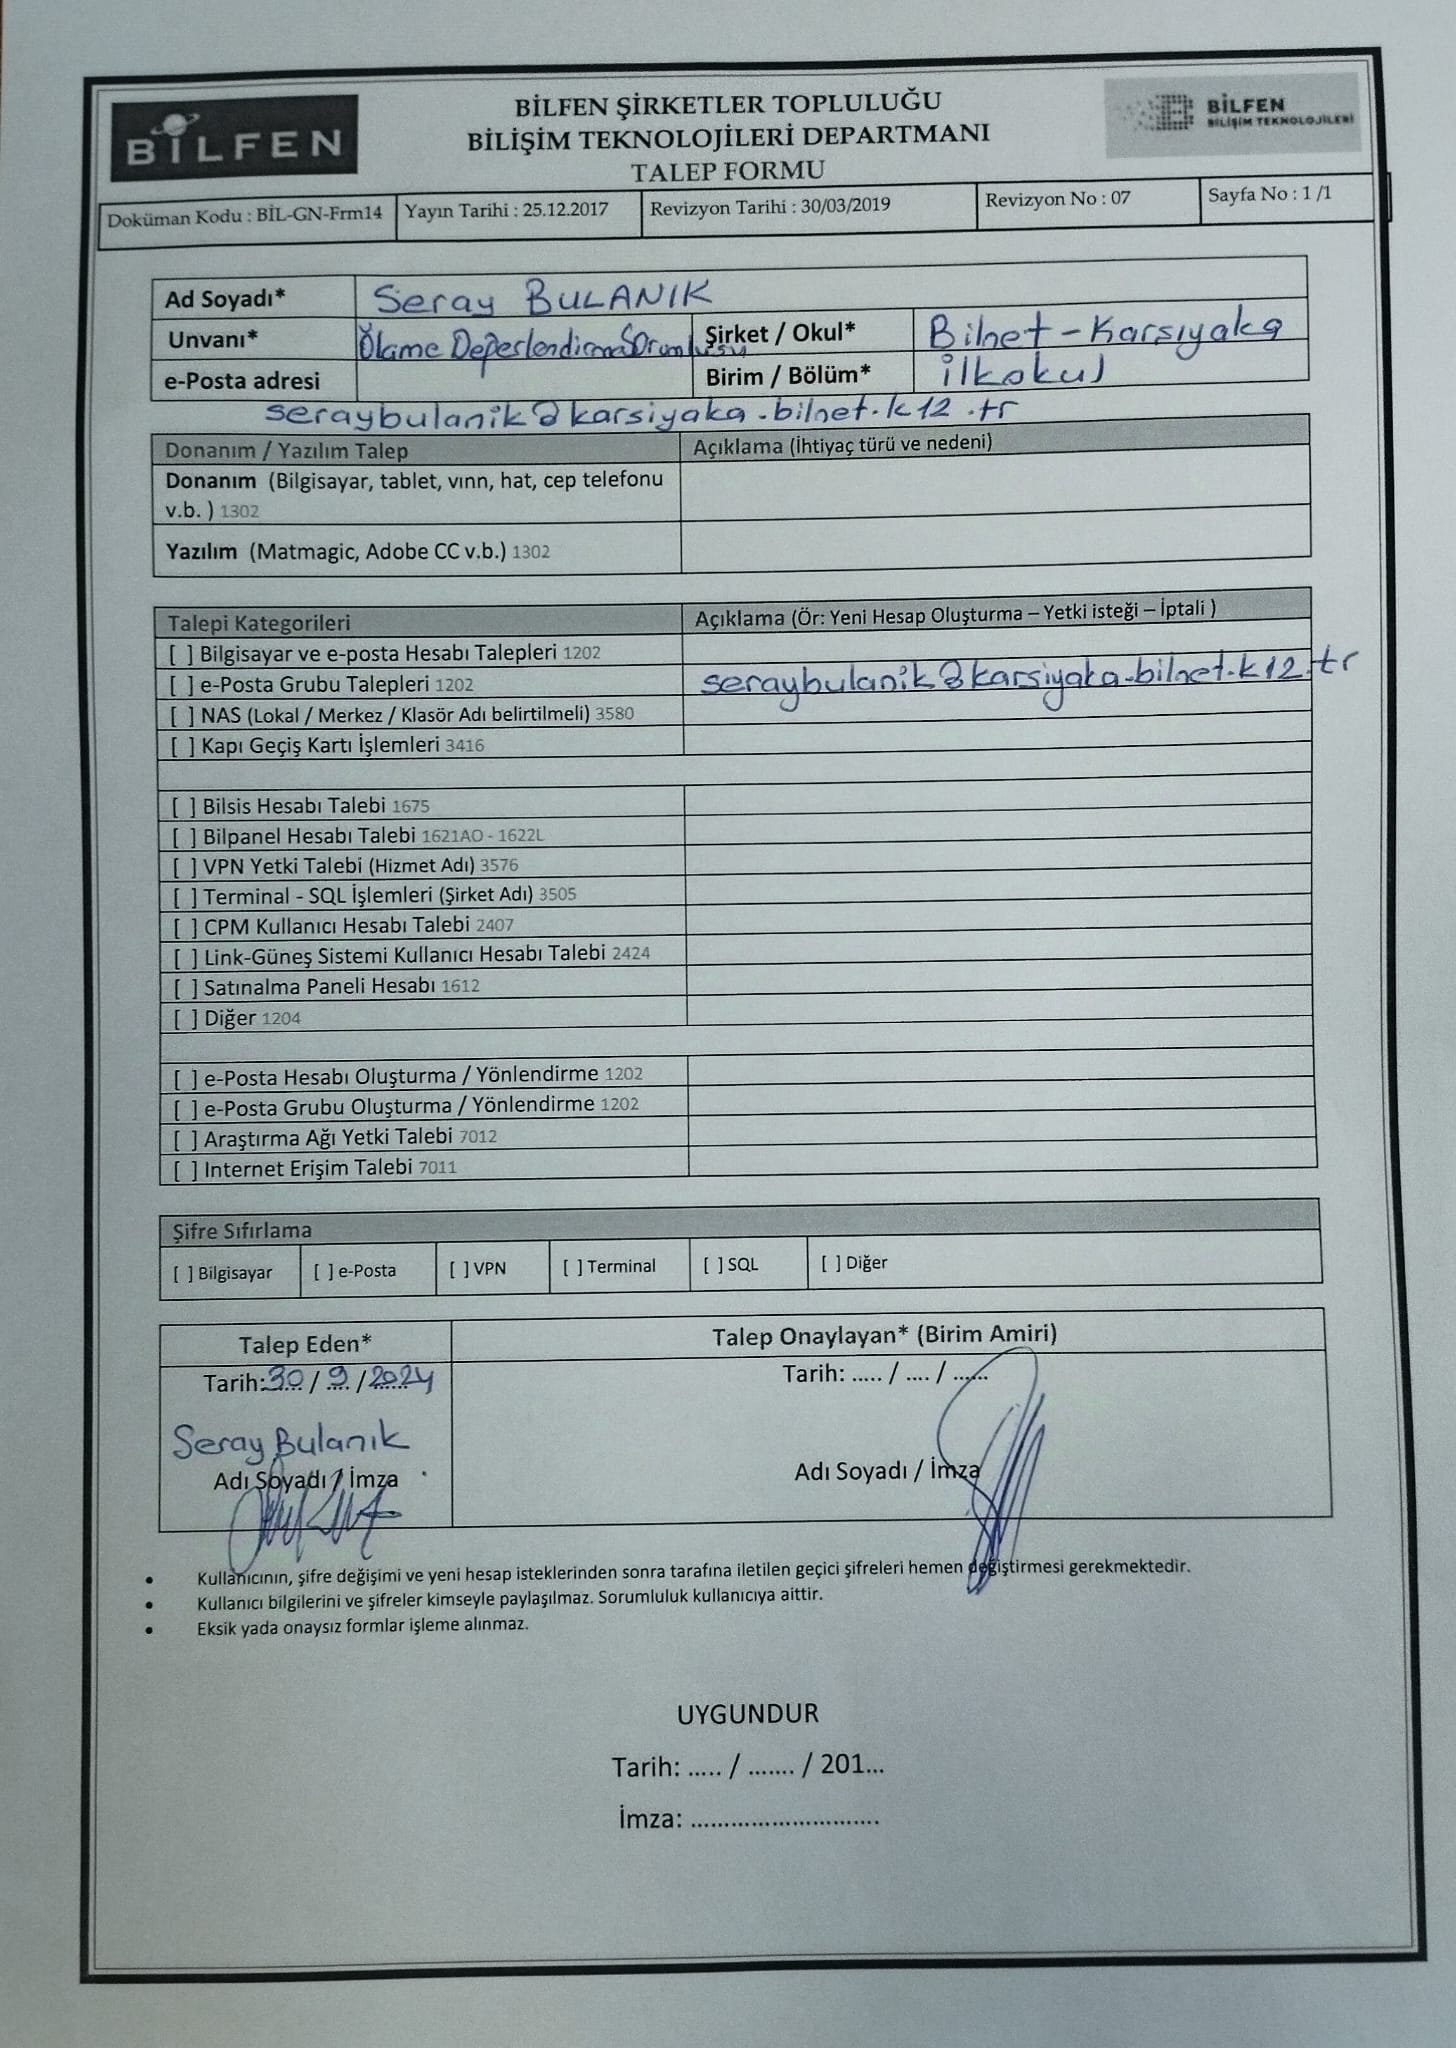 BİLFEN
BİLFEN ŞİRKETLER TOPLULUĞU
BİLİŞİM TEKNOLOJİLERİ DEPARTMANI
TALEP FORMU
BİLFEN
BİLİŞİM TEKNOLOJİLERİ
Doküman Kodu : BİL-GN-Frm14 Yayın Tarihi : 25.12.2017 Revizyon Tarihi : 30/03/2019 Revizyon No : 07 Sayfa No : 1 /1
Ad Soyadı* Seray BULANIK
Unvanı* Ölçme Değerlendirme Sorumlusu Şirket / Okul* Bilnet-Karsıyaka
e-Posta adresi Birim / Bölüm* ilkokul
seraybulanik@karsiyaka.bilnet.k12.tr
Donanım / Yazılım Talep Açıklama (İhtiyaç türü ve nedeni)
Donanım (Bilgisayar, tablet, vınn, hat, cep telefonu
v.b. ) 1302
Yazılım (Matmagic, Adobe CC v.b.) 1302
Talepi Kategorileri Açıklama (Ör: Yeni Hesap Oluşturma – Yetki isteği – İptali )
[ ] Bilgisayar ve e-posta Hesabı Talepleri 1202
[ ] e-Posta Grubu Talepleri 1202 seraybulanik@karsiyaka.bilnet.k12.tr
[ ] NAS (Lokal / Merkez / Klasör Adı belirtilmeli) 3580
[ ] Kapı Geçiş Kartı İşlemleri 3416
[ ] Bilsis Hesabı Talebi 1675
[ ] Bilpanel Hesabı Talebi 1621AO - 1622L
[ ] VPN Yetki Talebi (Hizmet Adı) 3576
[ ] Terminal - SQL İşlemleri (Şirket Adı) 3505
[ ] CPM Kullanıcı Hesabı Talebi 2407
[ ] Link-Güneş Sistemi Kullanıcı Hesabı Talebi 2424
[ ] Satınalma Paneli Hesabı 1612
[ ] Diğer 1204
[ ] e-Posta Hesabı Oluşturma / Yönlendirme 1202
[ ] e-Posta Grubu Oluşturma / Yönlendirme 1202
[ ] Araştırma Ağı Yetki Talebi 7012
[ ] Internet Erişim Talebi 7011
Şifre Sıfırlama
[ ] Bilgisayar [ ] e-Posta [ ] VPN [ ] Terminal [ ] SQL [ ] Diğer
Talep Eden* Talep Onaylayan* (Birim Amiri)
Tarih:30/ 9 /2024 Tarih: ..... / .... / ......
Seray Bulanık
Adı Soyadı / İmza Adı Soyadı / İmza
• Kullanıcının, şifre değişimi ve yeni hesap isteklerinden sonra tarafına iletilen geçici şifreleri hemen değiştirmesi gerekmektedir.
• Kullanıcı bilgilerini ve şifreler kimseyle paylaşılmaz. Sorumluluk kullanıcıya aittir.
• Eksik yada onaysız formlar işleme alınmaz.
UYGUNDUR
Tarih: ..... / ....... / 201...
İmza: .............................